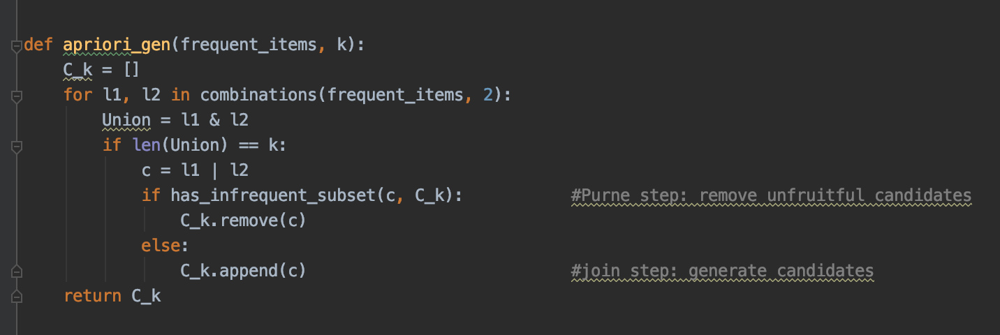 def apriori_gen(frequent_items, k):
    C_k = []
    for l1, l2 in combinations(frequent_items, 2):
        Union = l1 & l2
        if len(Union) == k:
            c = l1 | l2
            if has_infrequent_subset(c, C_k):           #Purne step: remove unfruitful candidates
                C_k.remove(c)
            else:
                C_k.append(c)                           #join step: generate candidates
    return C_k